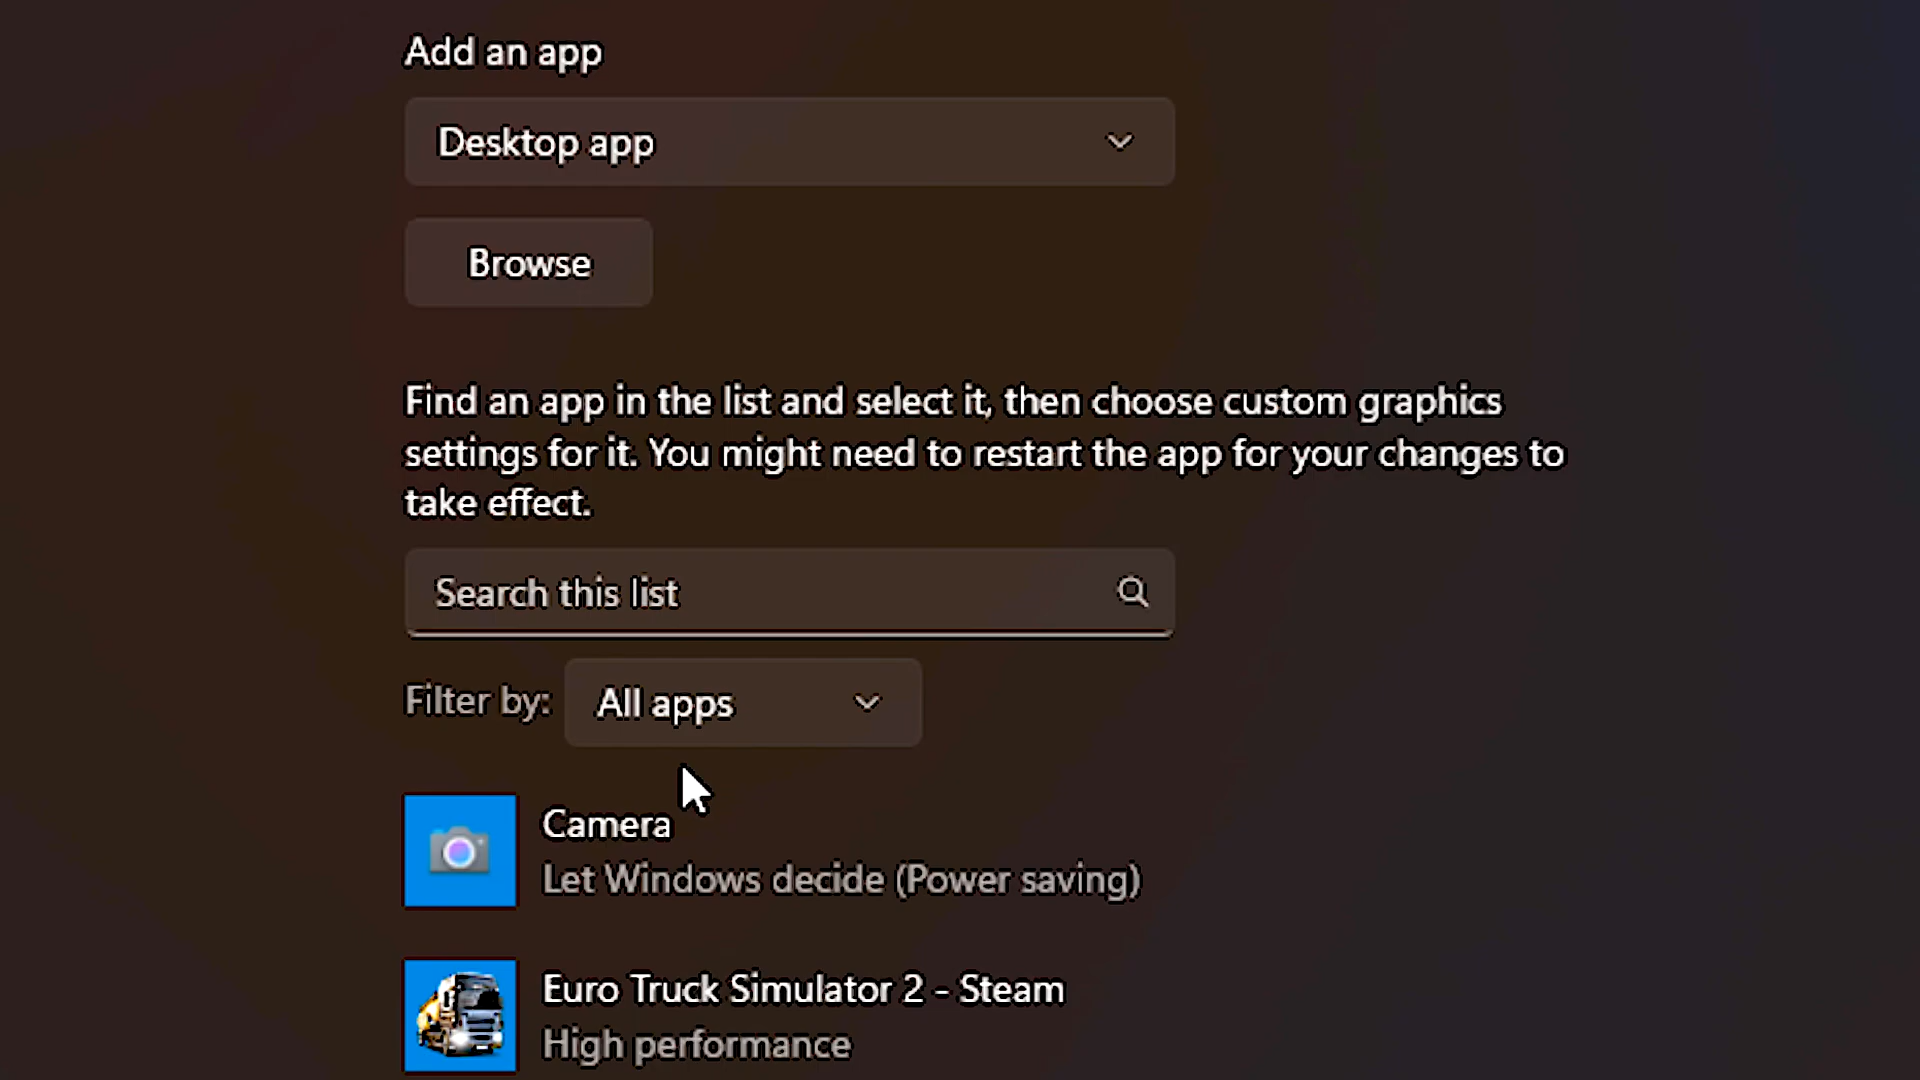 Add an app
Desktop app
Browse
Find an app in the list and select it, then choose custom graphics
settings for it. You might need to restart the app for your changes to
take effect.
Search this list
Filter by:
All apps
Camera
Let Windows decide (Power saving)
Euro Truck Simulator 2 - Steam
High performance